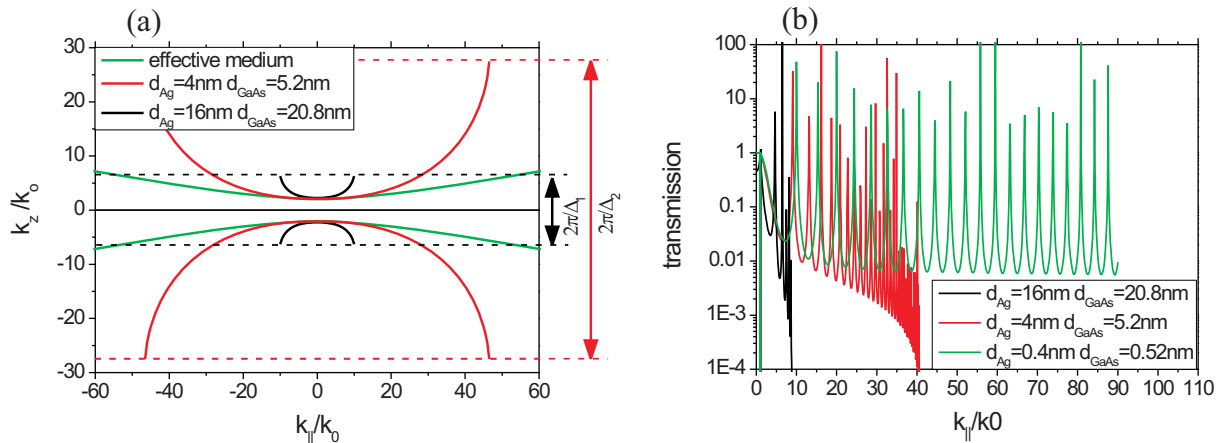 (a)
30
20
10
0
-10
-20
-30
-60 -40 -20 0 20 40 60
k_z/k_o
k_||/k_0
effective medium
d_Ag=4nm d_GaAs=5.2nm
d_Ag=16nm d_GaAs=20.8nm
2π/Δ_1
2π/Δ_2
(b)
100
10
1
0.1
0.01
1E-3
1E-4
0 10 20 30 40 50 60 70 80 90 100 110
transmission
k_||/k0
d_Ag=16nm d_GaAs=20.8nm
d_Ag=4nm d_GaAs=5.2nm
d_Ag=0.4nm d_GaAs=0.52nm